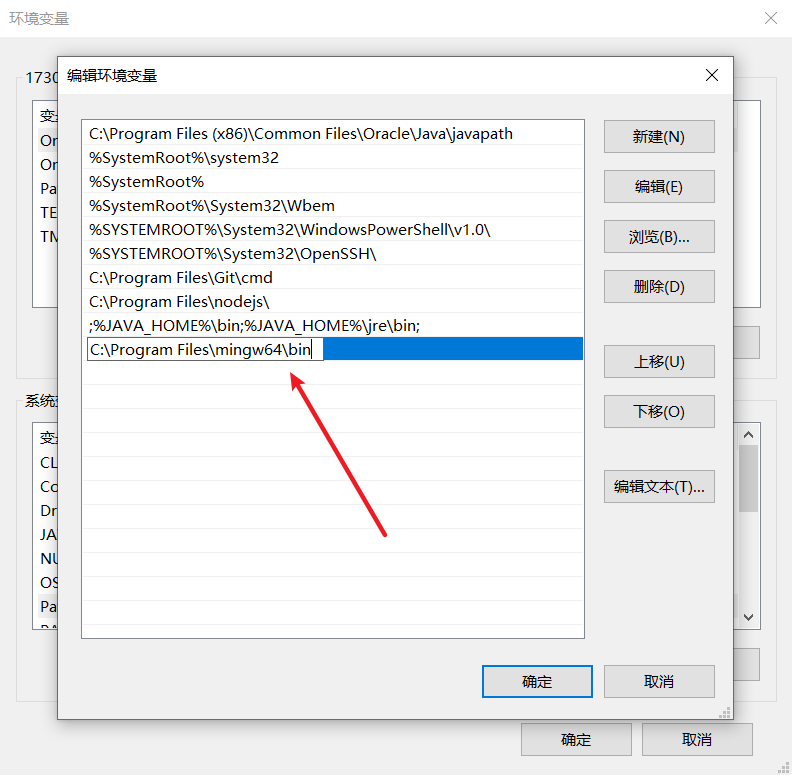 环境变量
编辑环境变量
1730
变
Or
Or
Pa
TE
TM
C:\Program Files (x86)\Common Files\Oracle\Java\javapath
%SystemRoot%\system32
%SystemRoot%
%SystemRoot%\System32\Wbem
%SYSTEMROOT%\System32\WindowsPowerShell\v1.0\
%SYSTEMROOT%\System32\OpenSSH\
C:\Program Files\Git\cmd
C:\Program Files\nodejs\
;%JAVA_HOME%\bin;%JAVA_HOME%\jre\bin;
C:\Program Files\mingw64\bin
新建(N)
编辑(E)
浏览(B)...
删除(D)
上移(U)
下移(O)
编辑文本(T)...
系统变
变
CL
Co
Dr
JA
NU
OS
Pa
确定
取消
确定
取消